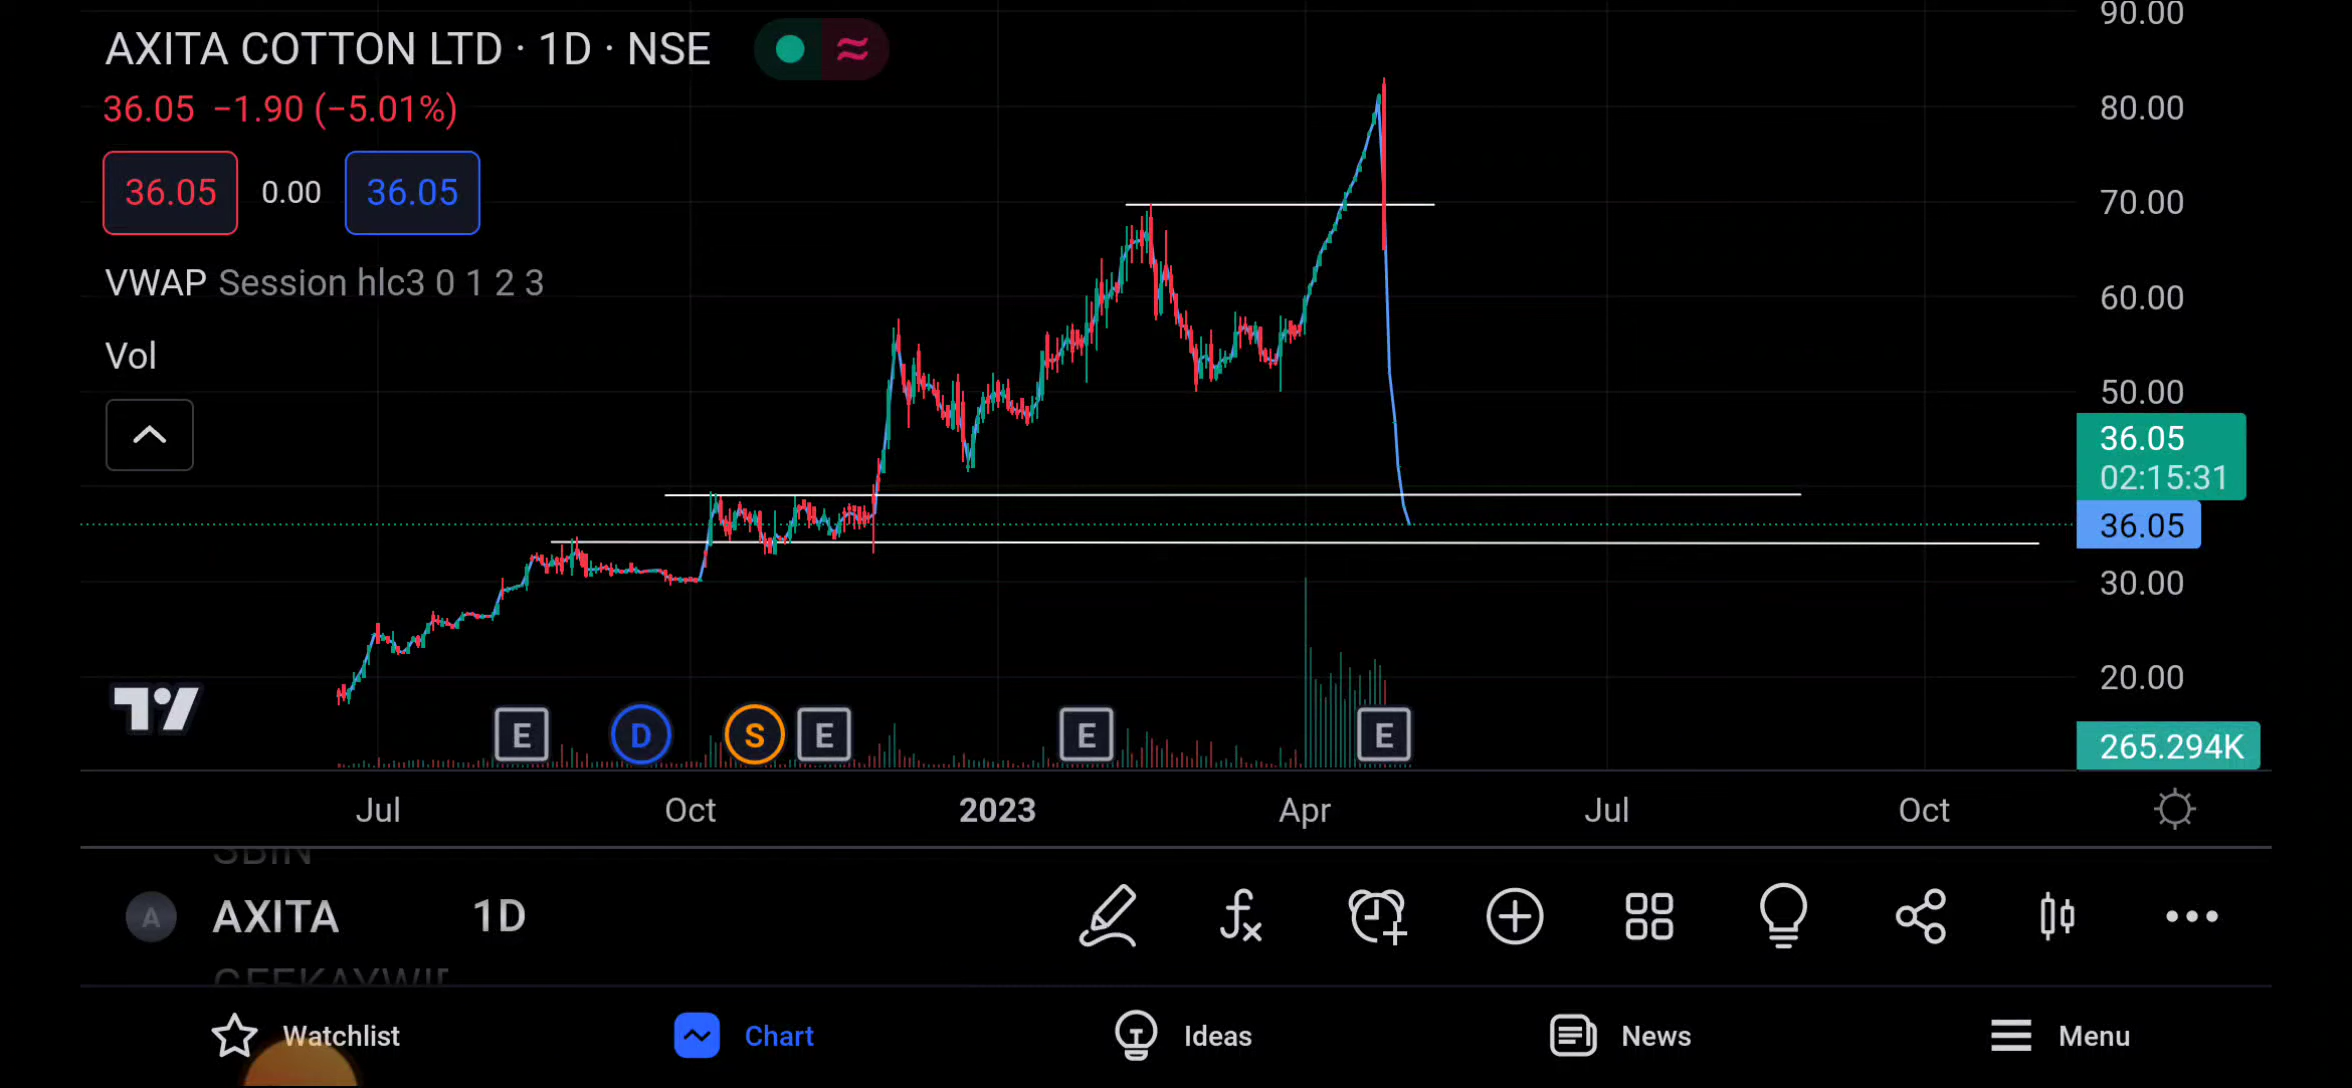 AXITA COTTON LTD · 1D · NSE
36.05 −1.90 (−5.01%)
36.05 0.00 36.05
VWAP Session hlc3 0 1 2 3
Vol
90.00
80.00
70.00
60.00
50.00
36.05
02:15:31
36.05
30.00
20.00
265.294K
E D S E E E
Jul Oct 2023 Apr Jul Oct
SBIN
A AXITA 1D
Watchlist Chart Ideas News Menu